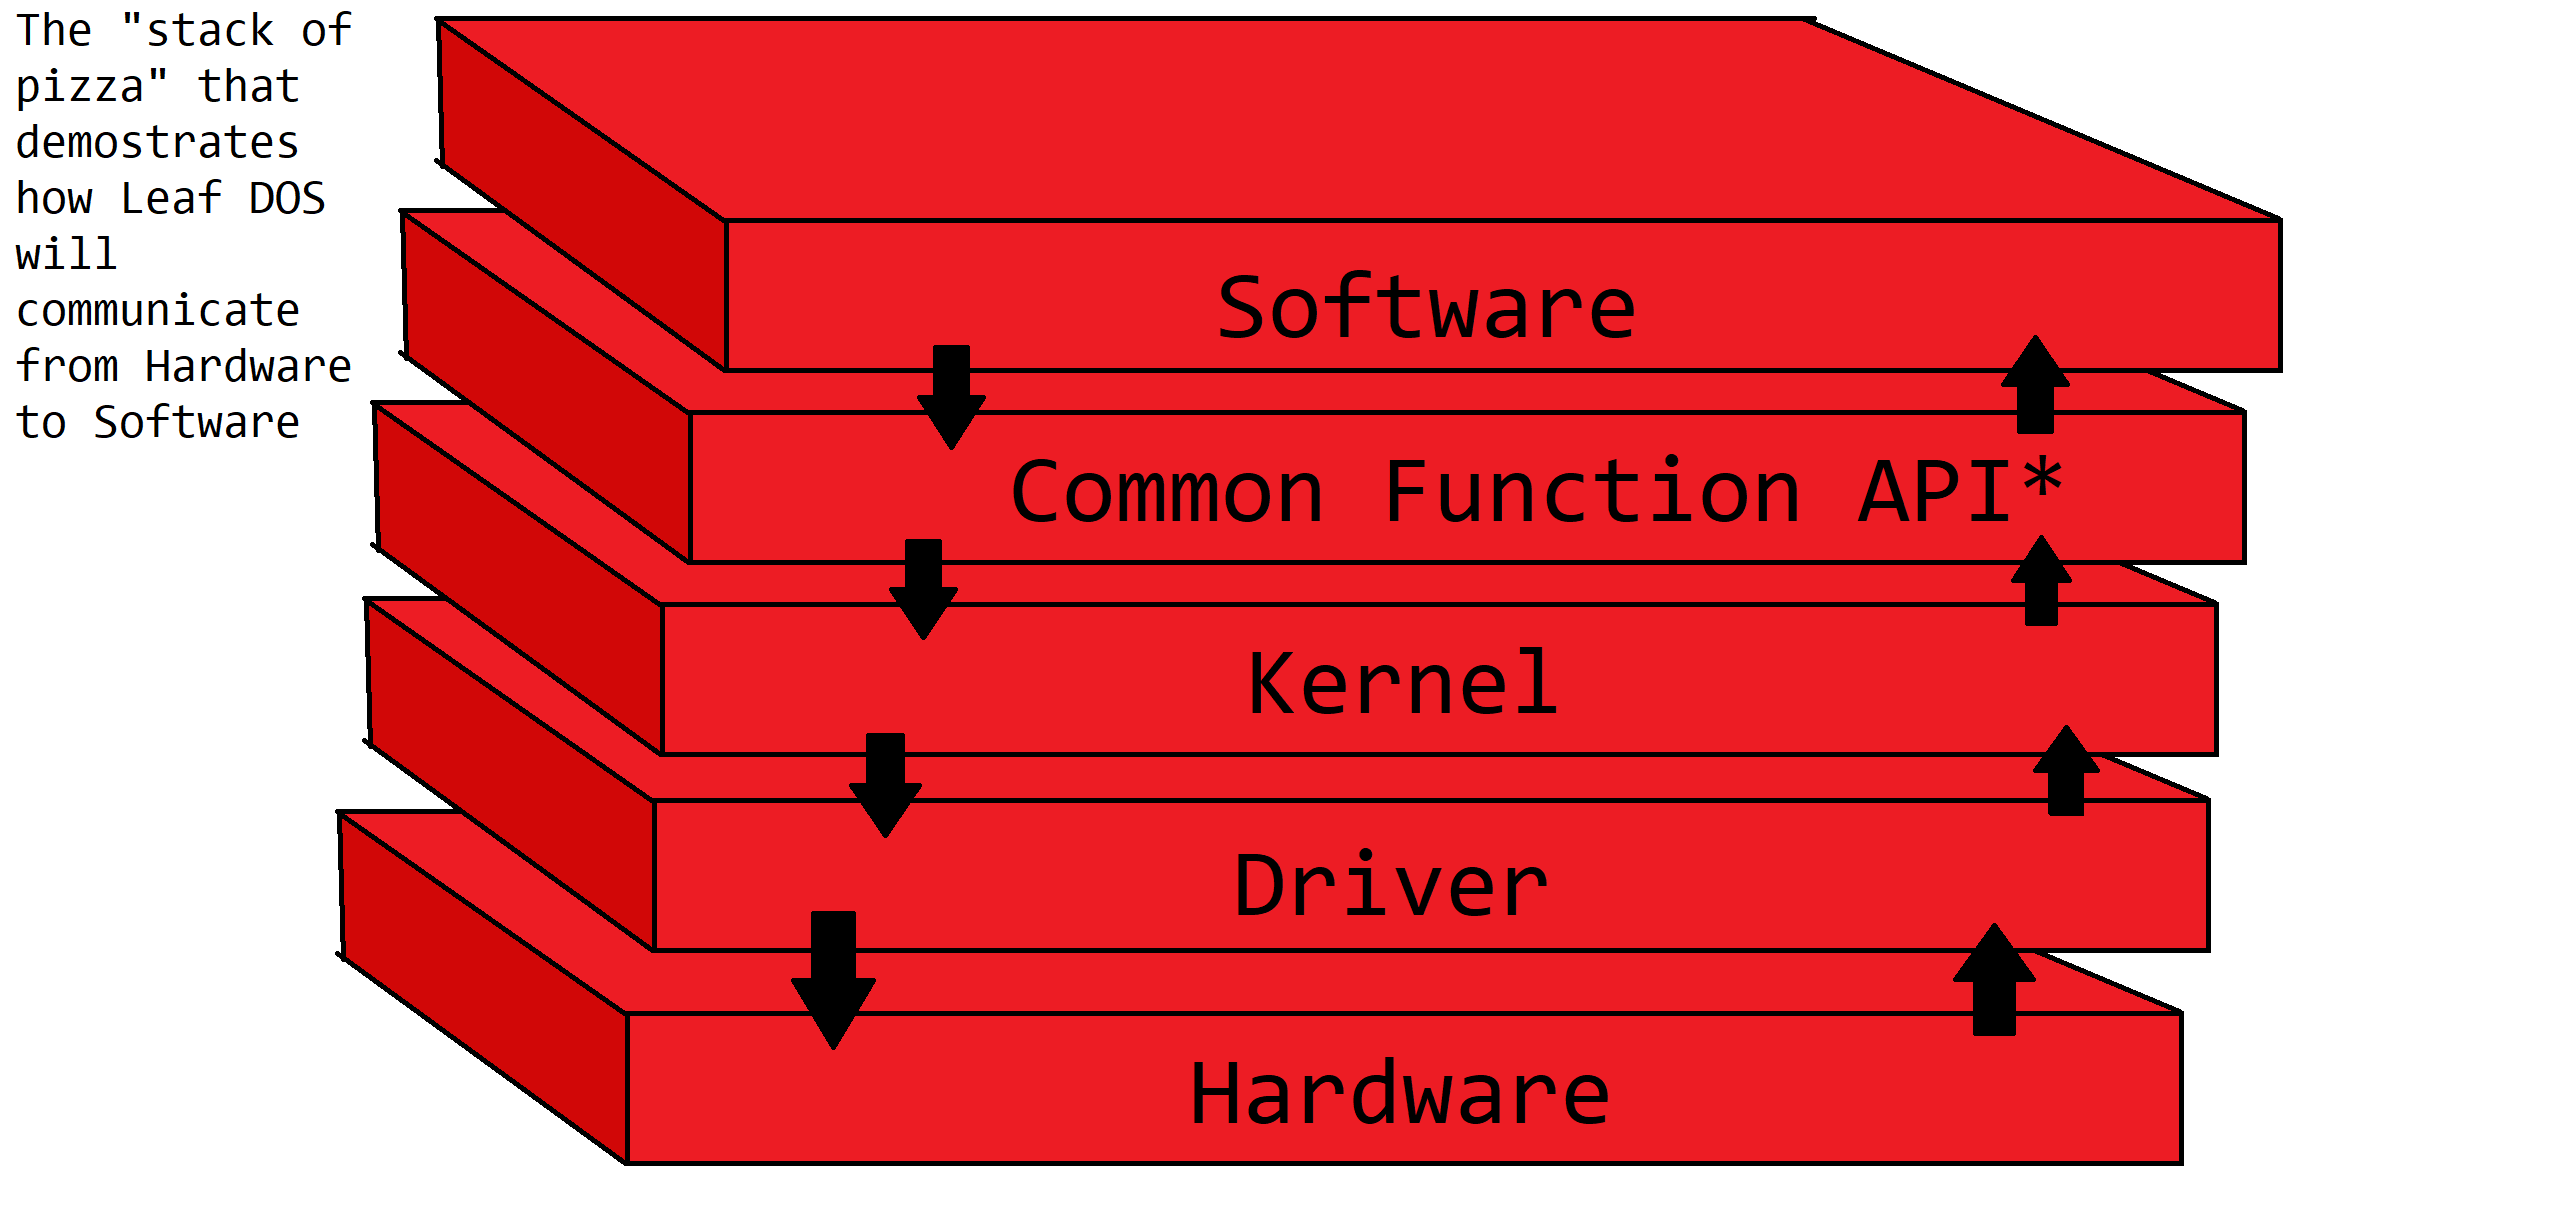 The "stack of
pizza" that
demostrates
how Leaf DOS
will
communicate
from Hardware
to Software
Software
Common Function API*
Kernel
Driver
Hardware